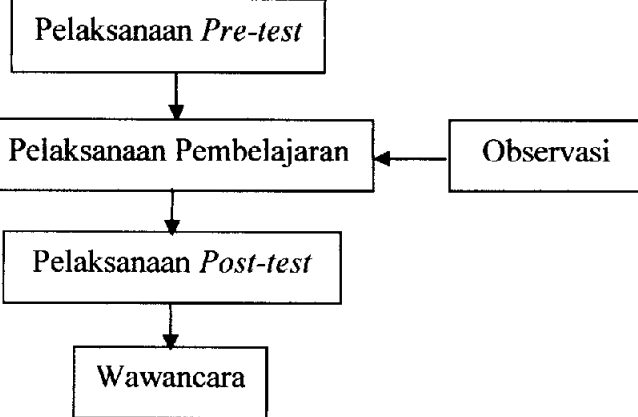 Pelaksanaan Pre-test
Pelaksanaan Pembelajaran
Observasi
Pelaksanaan Post-test
Wawancara